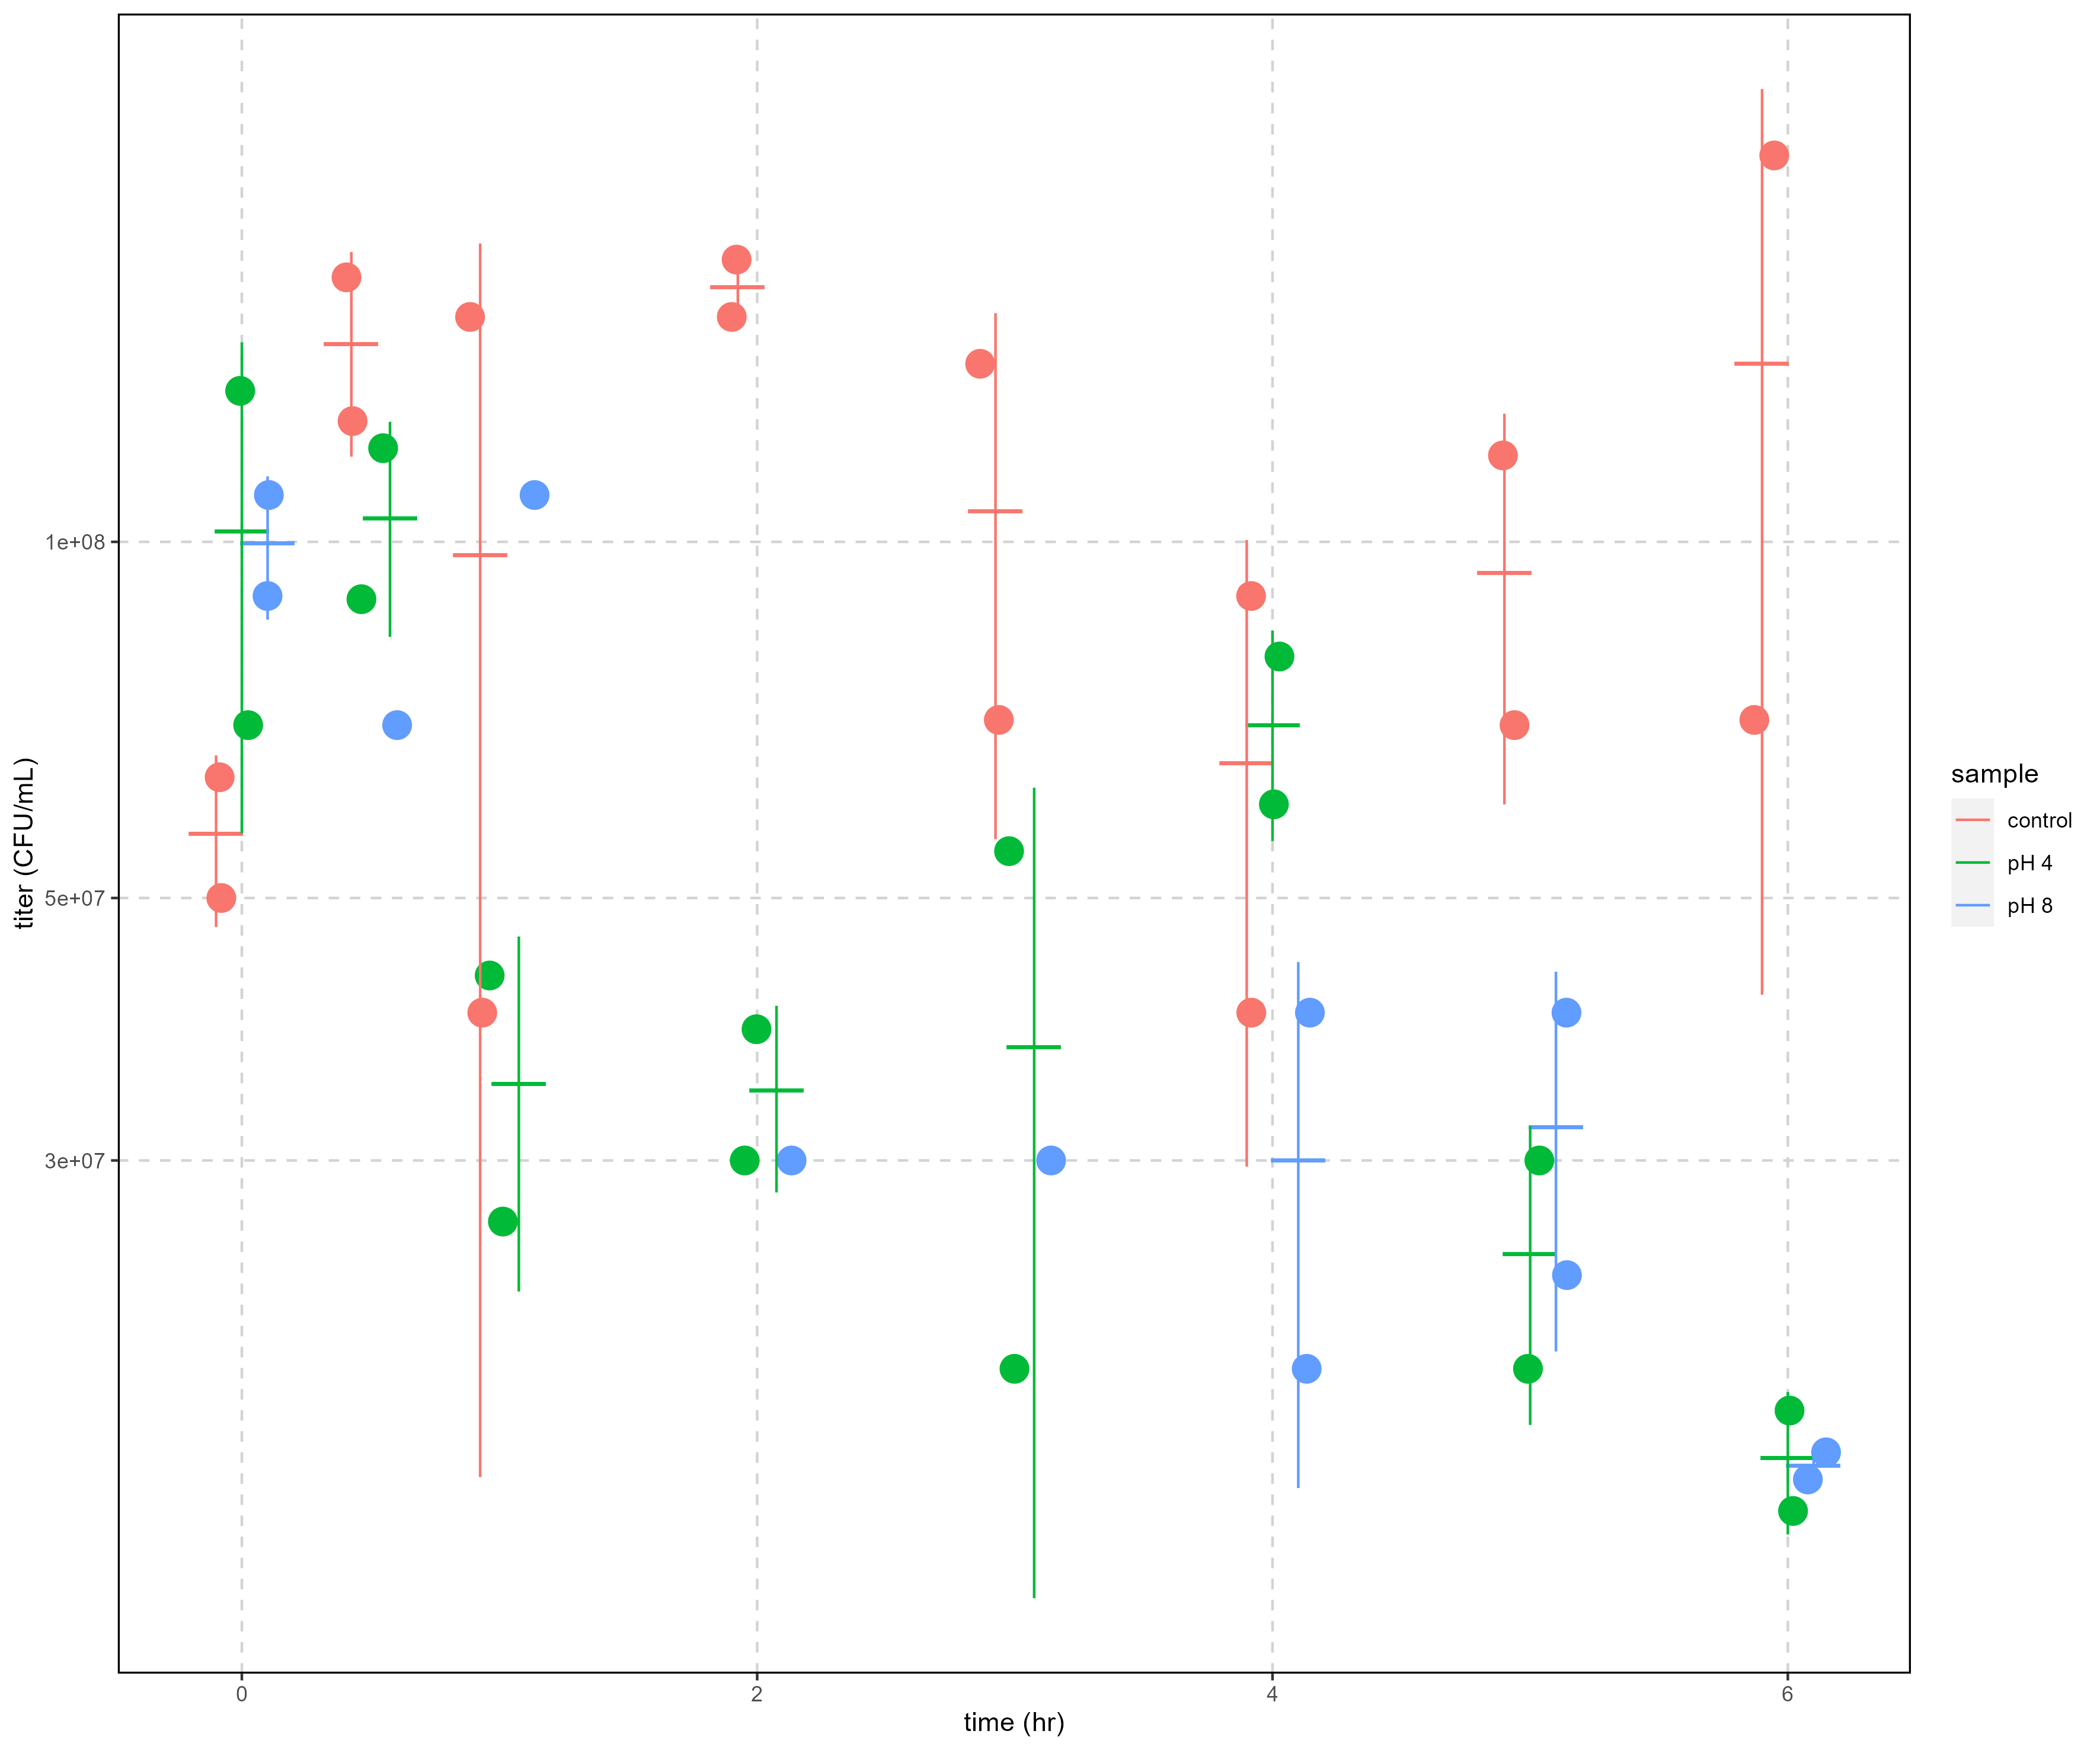 titer (CFU/mL)
1e+08
5e+07
3e+07
0
2
4
6
time (hr)
sample
control
pH 4
pH 8